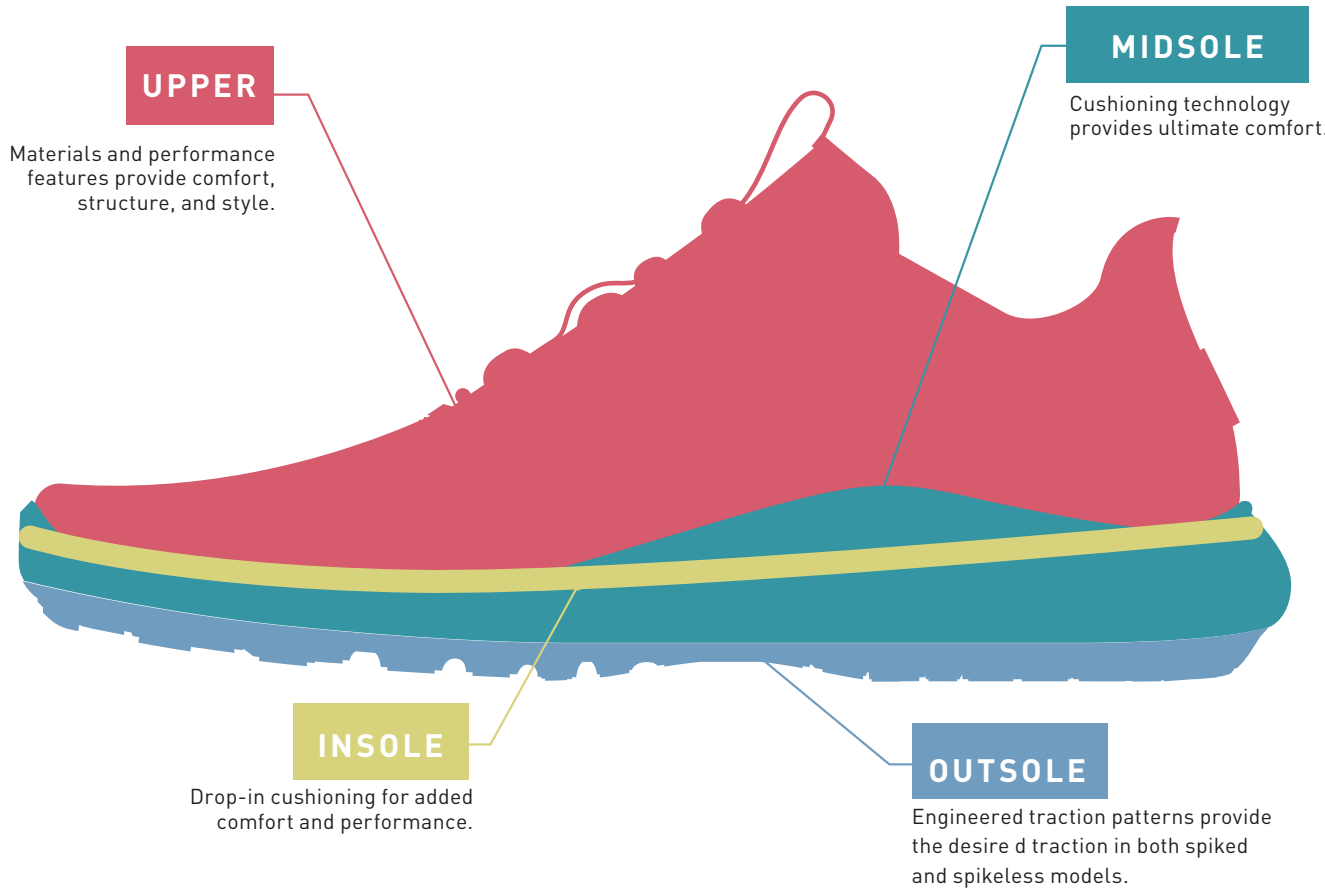 UPPER
Materials and performance
features provide comfort,
structure, and style.
MIDSOLE
Cushioning technology
provides ultimate comfort.
INSOLE
Drop-in cushioning for added
comfort and performance.
OUTSOLE
Engineered traction patterns provide
the desire d traction in both spiked
and spikeless models.